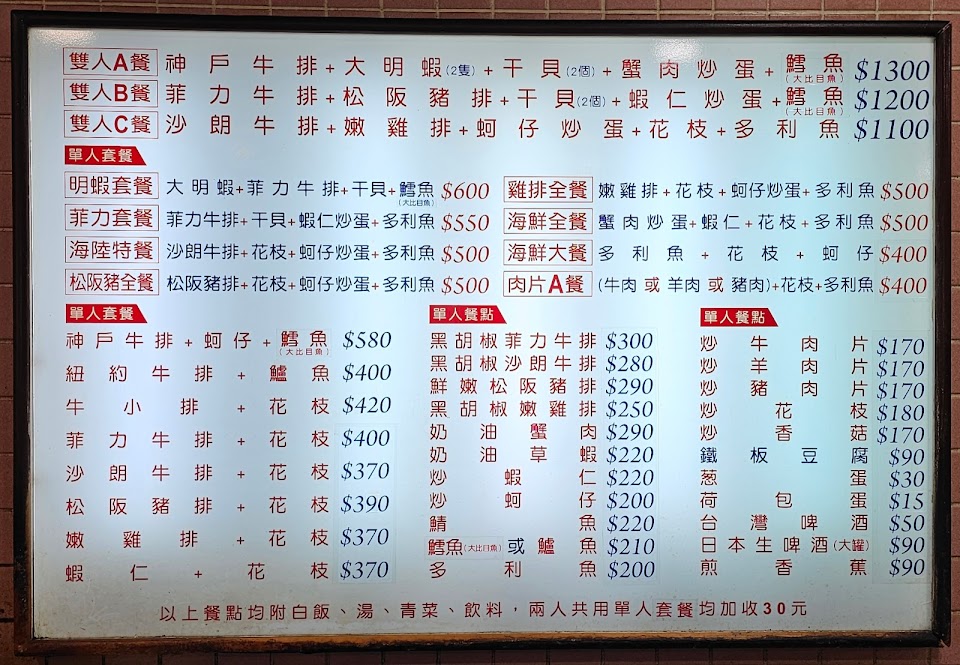 雙人A餐 神戶牛排+大明蝦(2隻)+干貝(2個)+蟹肉炒蛋+鱈魚(大比目魚) $1300
雙人B餐 菲力牛排+松阪豬排+干貝(2個)+蝦仁炒蛋+鱈魚(大比目魚) $1200
雙人C餐 沙朗牛排+嫩雞排+蚵仔炒蛋+花枝+多利魚 $1100
單人套餐
明蝦套餐 大明蝦+菲力牛排+干貝+鱈魚(大比目魚) $600
菲力套餐 菲力牛排+干貝+蝦仁炒蛋+多利魚 $550
海陸特餐 沙朗牛排+花枝+蚵仔炒蛋+多利魚 $500
松阪豬全餐 松阪豬排+花枝+蚵仔炒蛋+多利魚 $500
雞排全餐 嫩雞排+花枝+蚵仔炒蛋+多利魚 $500
海鮮全餐 蟹肉炒蛋+蝦仁+花枝+多利魚 $500
海鮮大餐 多利魚+花枝+蚵仔 $400
肉片A餐 (牛肉或羊肉或豬肉)+花枝+多利魚 $400
單人套餐
神戶牛排+蚵仔+鱈魚(大比目魚) $580
紐約牛排+鱸魚 $400
牛小排+花枝 $420
菲力牛排+花枝 $400
沙朗牛排+花枝 $370
松阪豬排+花枝 $390
嫩雞排+花枝 $370
蝦仁+花枝 $370
單人餐點
黑胡椒菲力牛排 $300
黑胡椒沙朗牛排 $280
鮮嫩松阪豬排 $290
黑胡椒嫩雞排 $250
奶油蟹肉 $290
奶油草蝦 $220
炒蝦仁 $220
炒蚵仔 $200
鯖魚 $220
鱈魚(大比目魚)或鱸魚 $210
多利魚 $200
單人餐點
炒牛肉片 $170
炒羊肉片 $170
炒豬肉片 $170
炒花枝 $180
炒香菇 $170
鐵板豆腐 $90
蔥蛋 $30
荷包蛋 $15
台灣啤酒 $50
日本生啤酒(大罐) $90
煎香蕉 $90
以上餐點均附白飯、湯、青菜、飲料，兩人共用單人套餐均加收30元